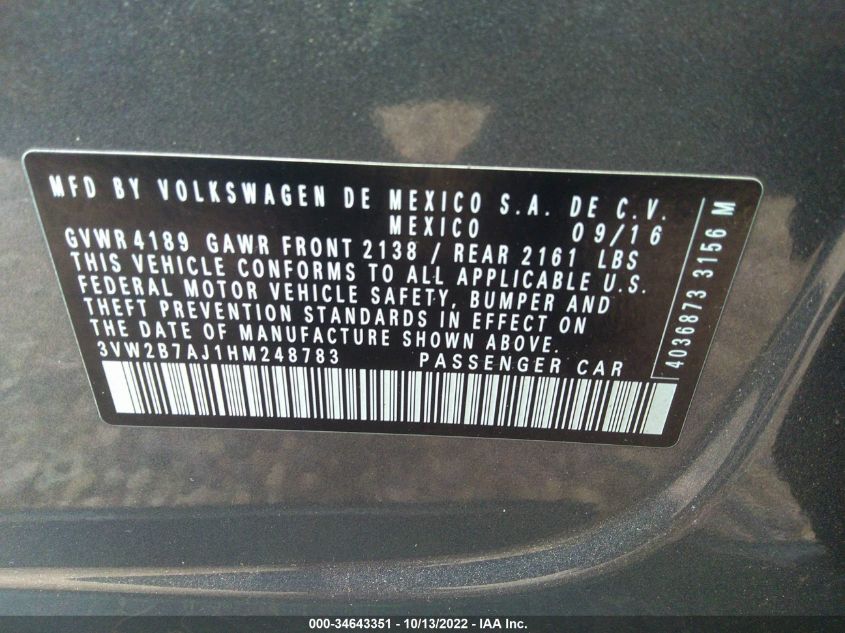 MFD BY VOLKSWAGEN DE MEXICO S.A. DE C.V.
MEXICO 09/16
GVWR 4189 GAWR FRONT 2138 / REAR 2161 LBS
THIS VEHICLE CONFORMS TO ALL APPLICABLE U.S.
FEDERAL MOTOR VEHICLE SAFETY, BUMPER AND
THEFT PREVENTION STANDARDS IN EFFECT ON
THE DATE OF MANUFACTURE SHOWN ABOVE.
3VW2B7AJ1HM248783 PASSENGER CAR
4036873 3156 M
000-34643351 - 10/13/2022 - IAA Inc.